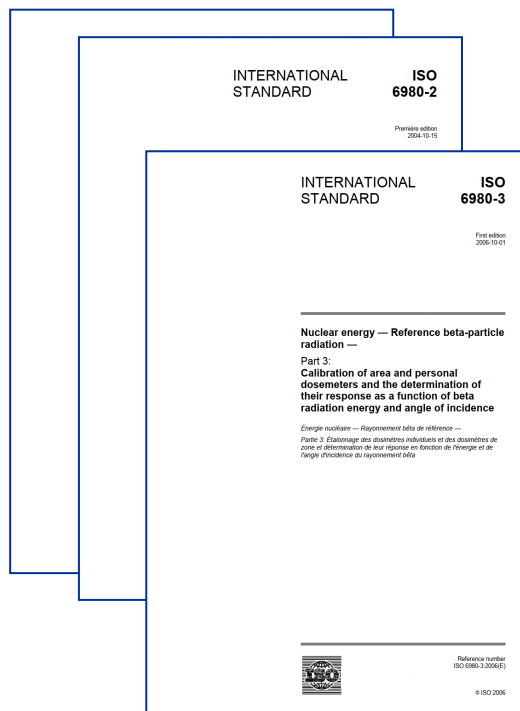 INTERNATIONAL
STANDARD
ISO
6980-2
Première edition
2004-10-15
INTERNATIONAL
STANDARD
ISO
6980-3
First edition
2006-10-01
Nuclear energy — Reference beta-particle
radiation —
Part 3:
Calibration of area and personal
dosemeters and the determination of
their response as a function of beta
radiation energy and angle of incidence
Énergie nucléaire — Rayonnement bêta de référence —
Partie 3: Étalonnage des dosimètres individuels et des dosimètres de
zone et détermination de leur réponse en fonction de l'énergie et de
l'angle d'incidence du rayonnement bêta
Reference number
ISO 6980-3:2006(E)
ISO
© ISO 2006